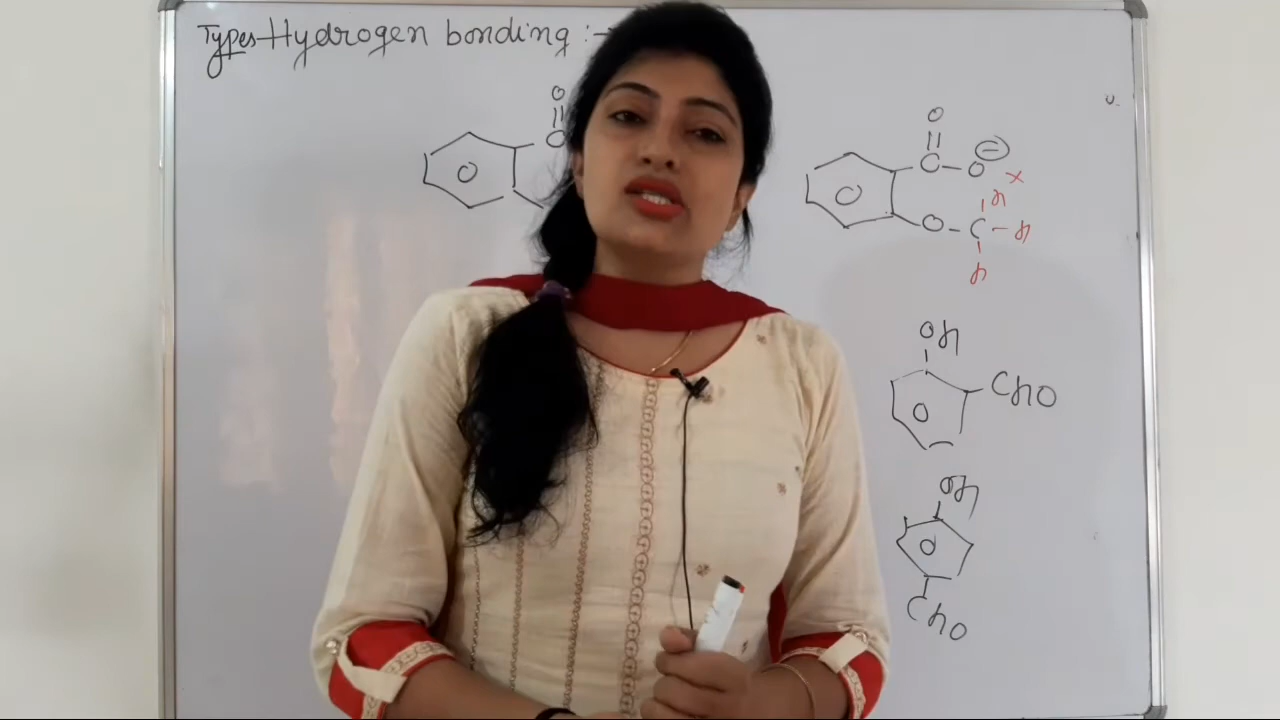 Types Hydrogen bonding :-
O
C
O
O
C - O ⊖
x
H
O - C - H
H
OH
CHO
O
OH
O
CHO